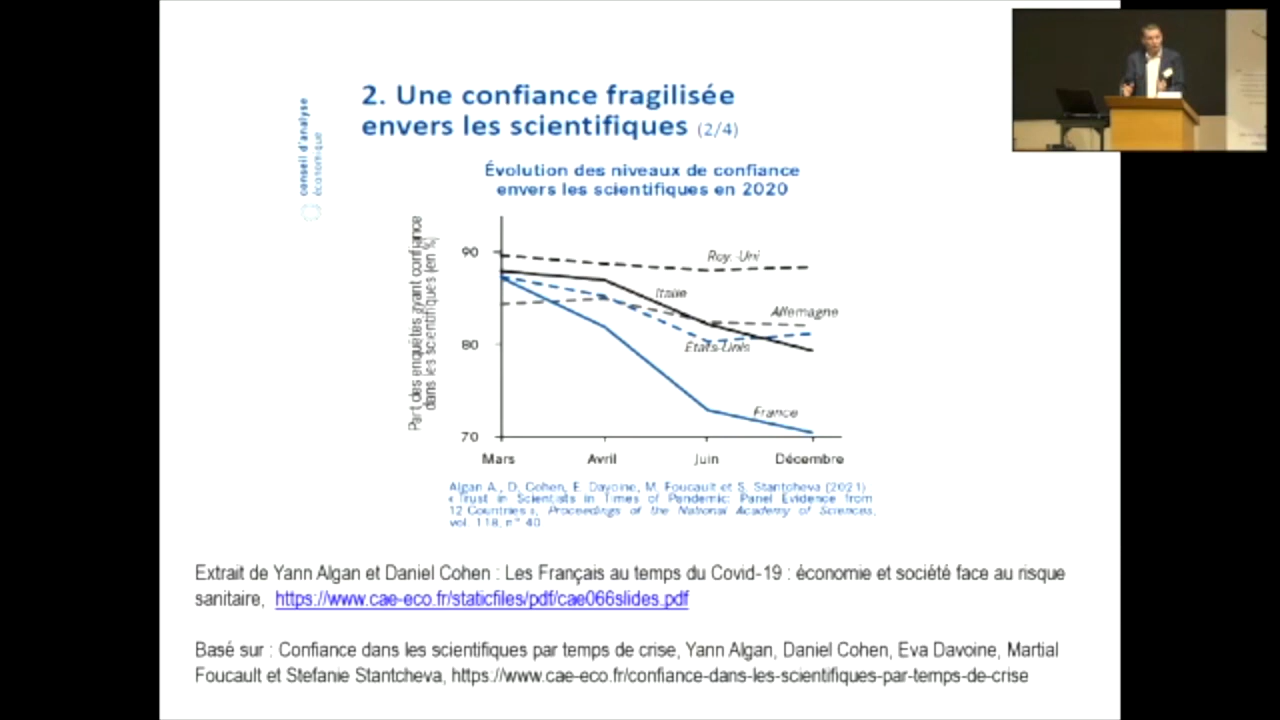 conseil d'analyse
économique
2. Une confiance fragilisée
envers les scientifiques (2/4)
Évolution des niveaux de confiance
envers les scientifiques en 2020
Part des enquêtés ayant confiance
dans les scientifiques (en %)
90
80
70
Roy.-Uni
Italie
Allemagne
États-Unis
France
Mars
Avril
Juin
Décembre
Algan A., D. Cohen, E. Davoine, M. Foucault et S. Stantcheva (2021)
« Trust in Scientists in Times of Pandemic: Panel Evidence from
12 Countries », Proceedings of the National Academy of Sciences,
vol. 118, n° 40
Extrait de Yann Algan et Daniel Cohen : Les Français au temps du Covid-19 : économie et société face au risque
sanitaire, https://www.cae-eco.fr/staticfiles/pdf/cae066slides.pdf
Basé sur : Confiance dans les scientifiques par temps de crise, Yann Algan, Daniel Cohen, Eva Davoine, Martial
Foucault et Stefanie Stantcheva, https://www.cae-eco.fr/confiance-dans-les-scientifiques-par-temps-de-crise